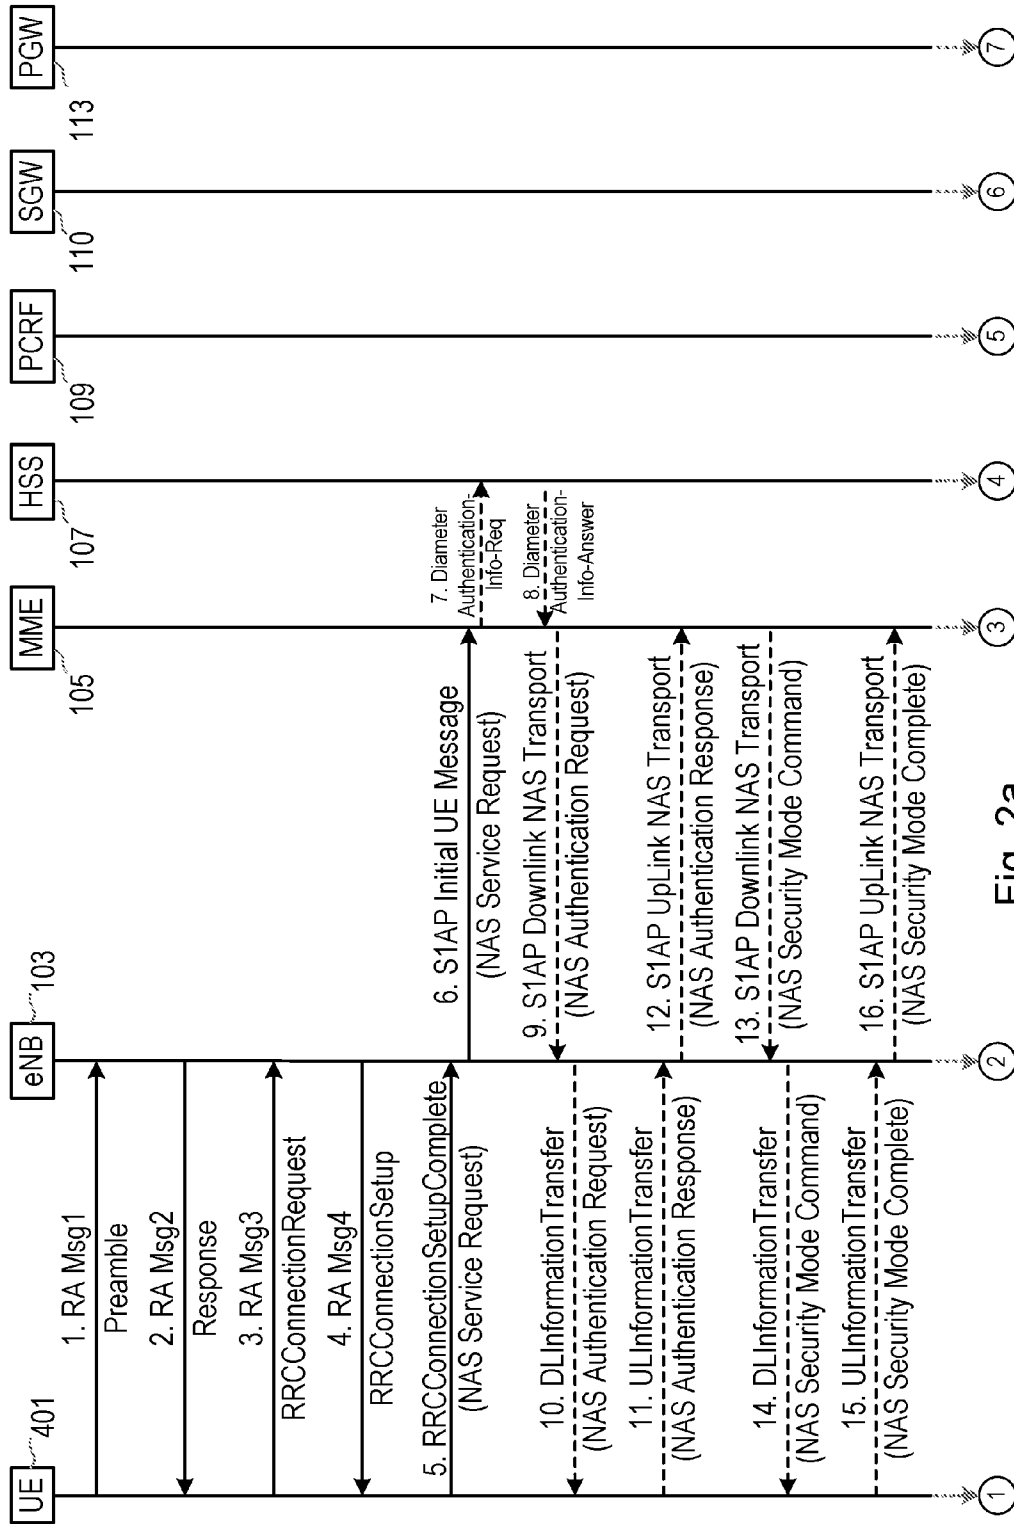 UE
401
eNB
103
MME
105
HSS
107
PCRF
109
SGW
110
PGW
113
1. RA Msg1
Preamble
2. RA Msg2
Response
3. RA Msg3
RRCConnectionRequest
4. RA Msg4
RRCConnectionSetup
5. RRCConnectionSetupComplete
(NAS Service Request)
6. S1AP Initial UE Message
(NAS Service Request)
7. Diameter
Authentication-
Info-Req
8. Diameter
Authentication-
Info-Answer
9. S1AP Downlink NAS Transport
(NAS Authentication Request)
10. DLInformationTransfer
(NAS Authentication Request)
11. ULInformationTransfer
(NAS Authentication Response)
12. S1AP UpLink NAS Transport
(NAS Authentication Response)
13. S1AP Downlink NAS Transport
(NAS Security Mode Command)
14. DLInformationTransfer
(NAS Security Mode Command)
15. ULInformationTransfer
(NAS Security Mode Complete)
16. S1AP UpLink NAS Transport
(NAS Security Mode Complete)
1
2
3
4
5
6
7
Fig. 2a